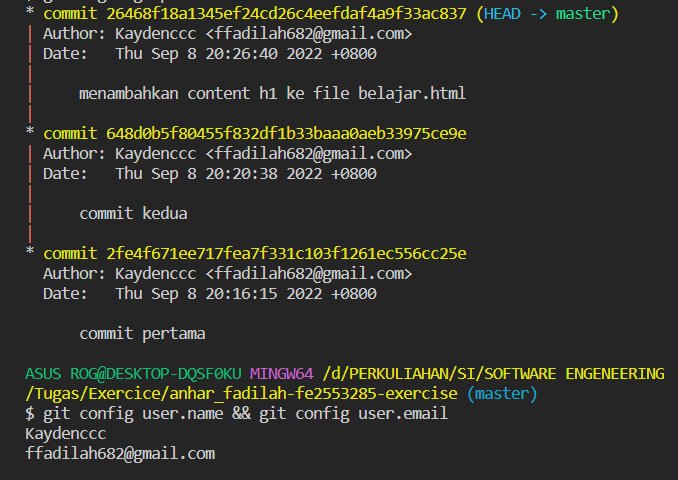 * commit 26468f18a1345ef24cd26c4eefdaf4a9f33ac837 (HEAD -> master)
| Author: Kaydenccc <ffadilah682@gmail.com>
| Date:   Thu Sep 8 20:26:40 2022 +0800
|
|     menambahkan content h1 ke file belajar.html
|
* commit 648d0b5f80455f832df1b33baaa0aeb33975ce9e
| Author: Kaydenccc <ffadilah682@gmail.com>
| Date:   Thu Sep 8 20:20:38 2022 +0800
|
|     commit kedua
|
* commit 2fe4f671ee717fea7f331c103f1261ec556cc25e
  Author: Kaydenccc <ffadilah682@gmail.com>
  Date:   Thu Sep 8 20:16:15 2022 +0800

      commit pertama

ASUS ROG@DESKTOP-DQSF0KU MINGW64 /d/PERKULIAHAN/SI/SOFTWARE ENGENEERING
/Tugas/Exercice/anhar_fadilah-fe2553285-exercise (master)
$ git config user.name && git config user.email
Kaydenccc
ffadilah682@gmail.com